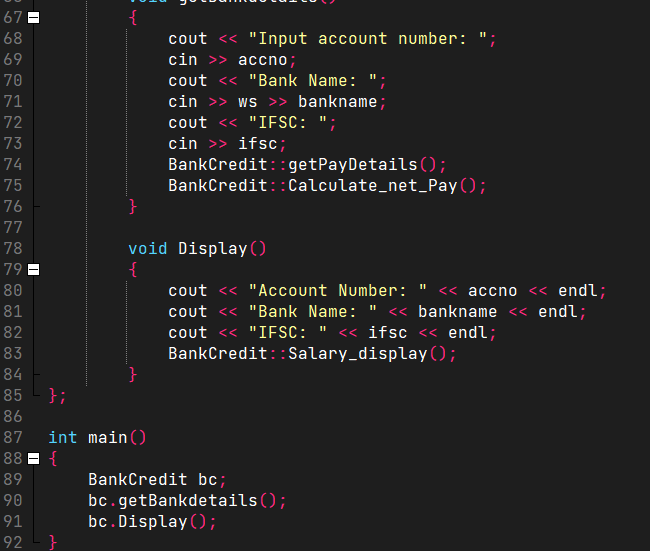 67 {
68 cout << "Input account number: ";
69 cin >> accno;
70 cout << "Bank Name: ";
71 cin >> ws >> bankname;
72 cout << "IFSC: ";
73 cin >> ifsc;
74 BankCredit::getPayDetails();
75 BankCredit::Calculate_net_Pay();
76 }
77
78 void Display()
79 {
80 cout << "Account Number: " << accno << endl;
81 cout << "Bank Name: " << bankname << endl;
82 cout << "IFSC: " << ifsc << endl;
83 BankCredit::Salary_display();
84 }
85 };
86
87 int main()
88 {
89 BankCredit bc;
90 bc.getBankdetails();
91 bc.Display();
92 }